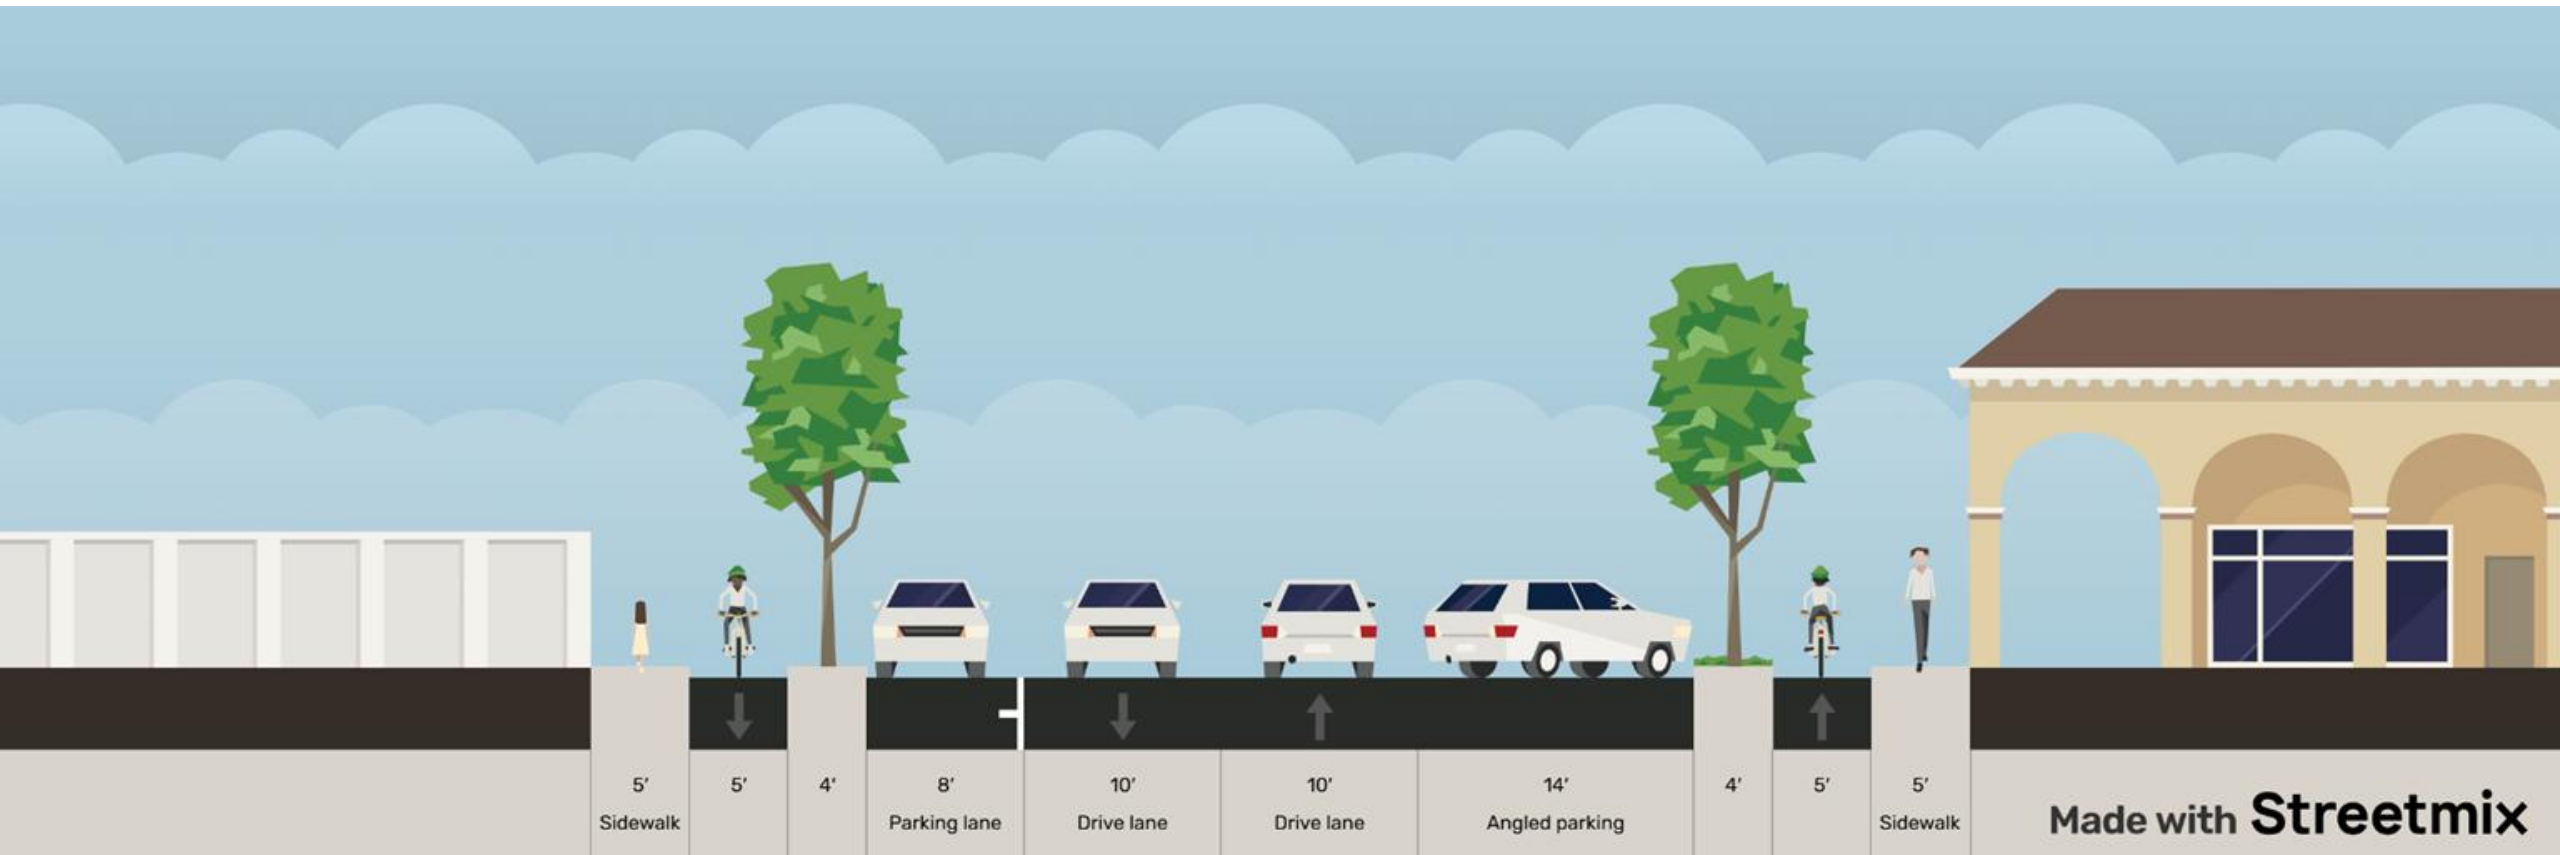 5′
Sidewalk
5′
4′
8′
Parking lane
10′
Drive lane
10′
Drive lane
14′
Angled parking
4′
5′
5′
Sidewalk
Made with Streetmix